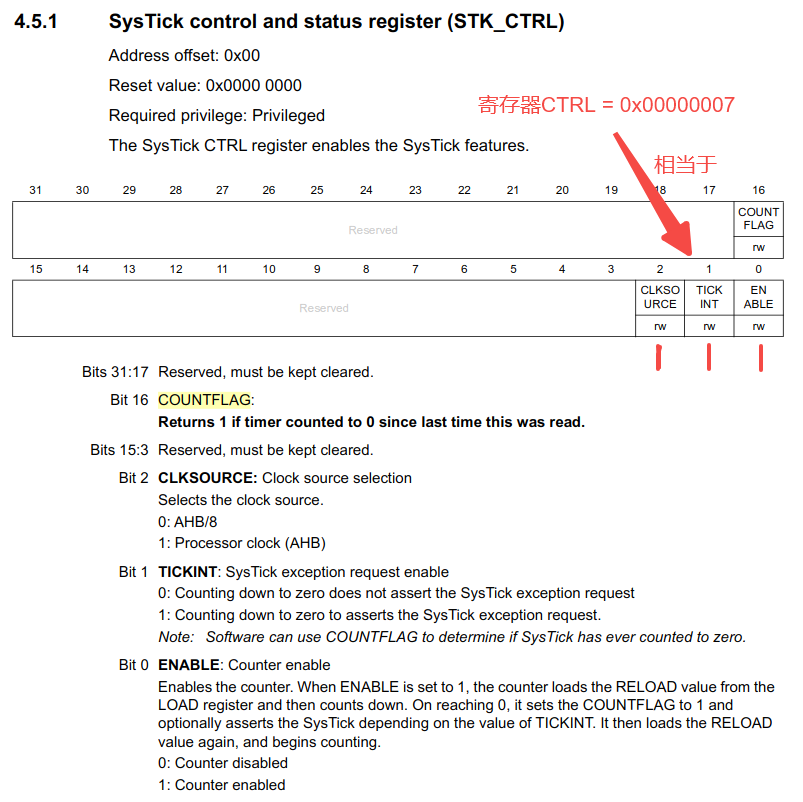 4.5.1 SysTick control and status register (STK_CTRL)
Address offset: 0x00
Reset value: 0x0000 0000
Required privilege: Privileged
寄存器CTRL = 0x00000007
The SysTick CTRL register enables the SysTick features.
相当于
31 30 29 28 27 26 25 24 23 22 21 20 19 18 17 16
Reserved
COUNT
FLAG
rw
15 14 13 12 11 10 9 8 7 6 5 4 3 2 1 0
Reserved
CLKSO
URCE
TICK
INT
EN
ABLE
rw rw rw
Bits 31:17 Reserved, must be kept cleared.
Bit 16 COUNTFLAG:
Returns 1 if timer counted to 0 since last time this was read.
Bits 15:3 Reserved, must be kept cleared.
Bit 2 CLKSOURCE: Clock source selection
Selects the clock source.
0: AHB/8
1: Processor clock (AHB)
Bit 1 TICKINT: SysTick exception request enable
0: Counting down to zero does not assert the SysTick exception request
1: Counting down to zero to asserts the SysTick exception request.
Note: Software can use COUNTFLAG to determine if SysTick has ever counted to zero.
Bit 0 ENABLE: Counter enable
Enables the counter. When ENABLE is set to 1, the counter loads the RELOAD value from the
LOAD register and then counts down. On reaching 0, it sets the COUNTFLAG to 1 and
optionally asserts the SysTick depending on the value of TICKINT. It then loads the RELOAD
value again, and begins counting.
0: Counter disabled
1: Counter enabled